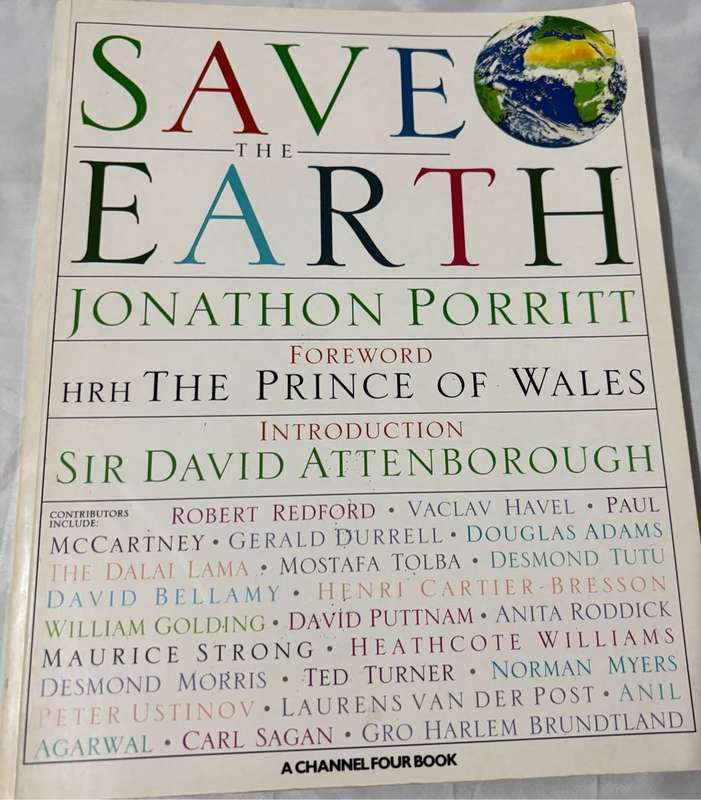 SAVE
THE
EARTH
JONATHON PORRITT
FOREWORD
HRH THE PRINCE OF WALES
INTRODUCTION
SIR DAVID ATTENBOROUGH
CONTRIBUTORS INCLUDE: ROBERT REDFORD • VACLAV HAVEL • PAUL
MCCARTNEY • GERALD DURRELL • DOUGLAS ADAMS
THE DALAI LAMA • MOSTAFA TOLBA • DESMOND TUTU
DAVID BELLAMY • HENRI CARTIER-BRESSON
WILLIAM GOLDING • DAVID PUTTNAM • ANITA RODDICK
MAURICE STRONG • HEATHCOTE WILLIAMS
DESMOND MORRIS • TED TURNER • NORMAN MYERS
PETER USTINOV • LAURENS VAN DER POST • ANIL
AGARWAL • CARL SAGAN • GRO HARLEM BRUNDTLAND
A CHANNEL FOUR BOOK